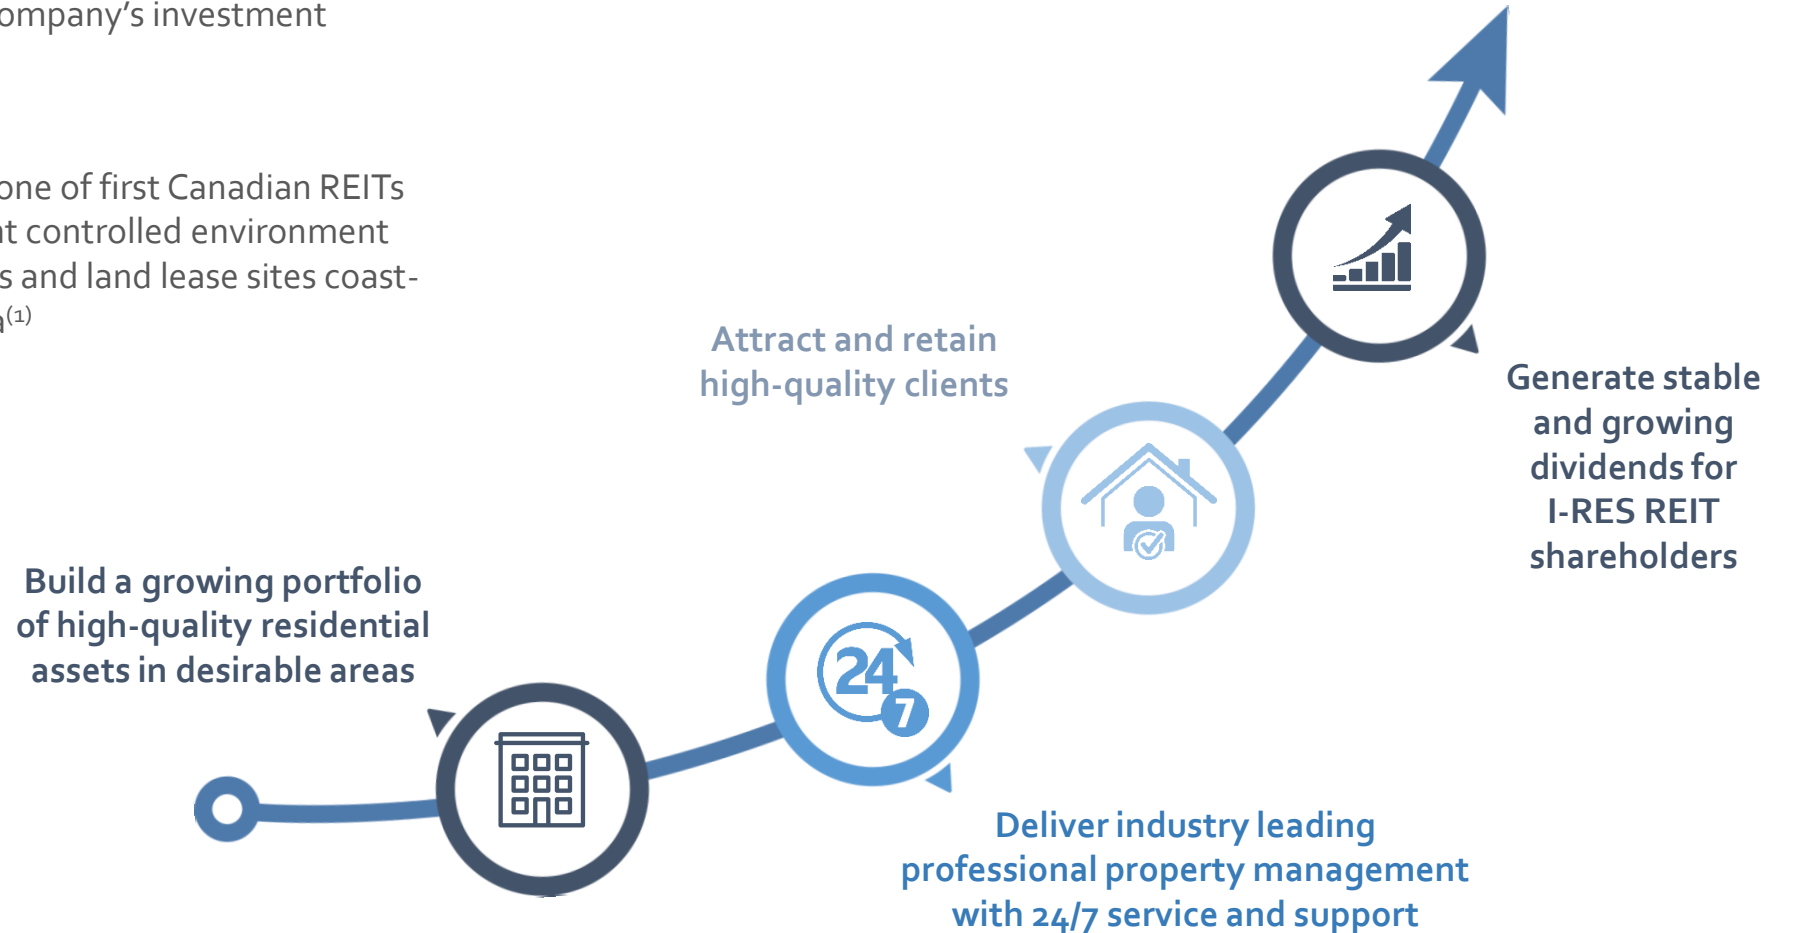 ompany's investment
one of first Canadian REITs
nt controlled environment
s and land lease sites coast-
a(1)
Attract and retain
high-quality clients
Generate stable
and growing
dividends for
I-RES REIT
shareholders
Build a growing portfolio
of high-quality residential
assets in desirable areas
24
7
Deliver industry leading
professional property management
with 24/7 service and support